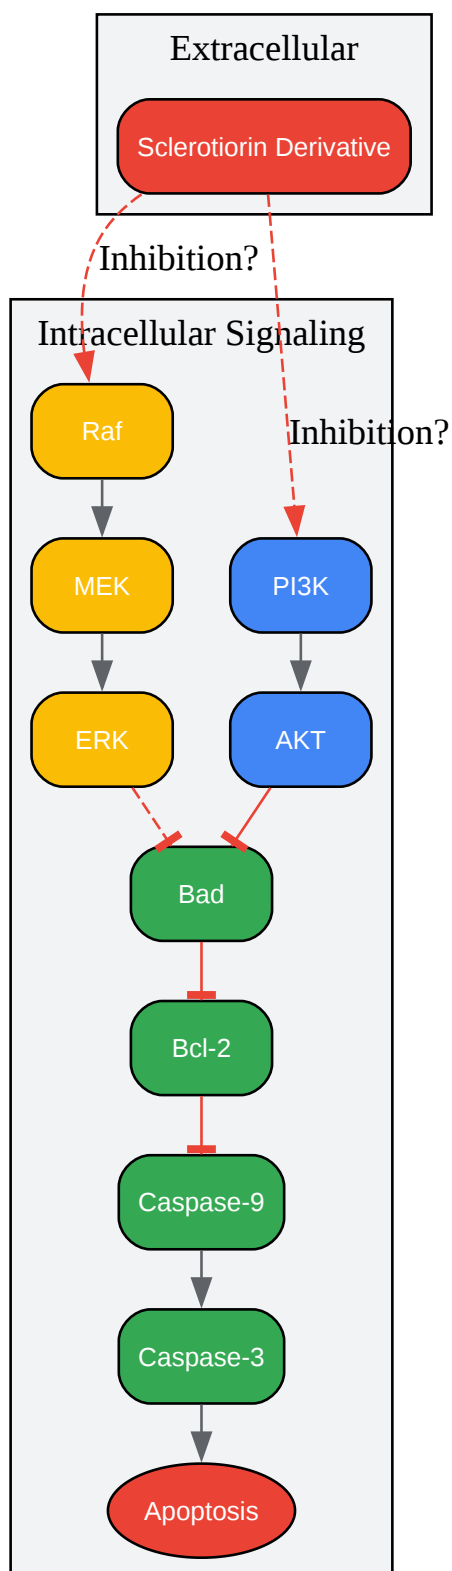 Extracellular
Sclerotiorin Derivative
Inhibition?
Intracellular Signaling
Raf
Inhibition?
MEK
PI3K
ERK
AKT
Bad
Bcl-2
Caspase-9
Caspase-3
Apoptosis